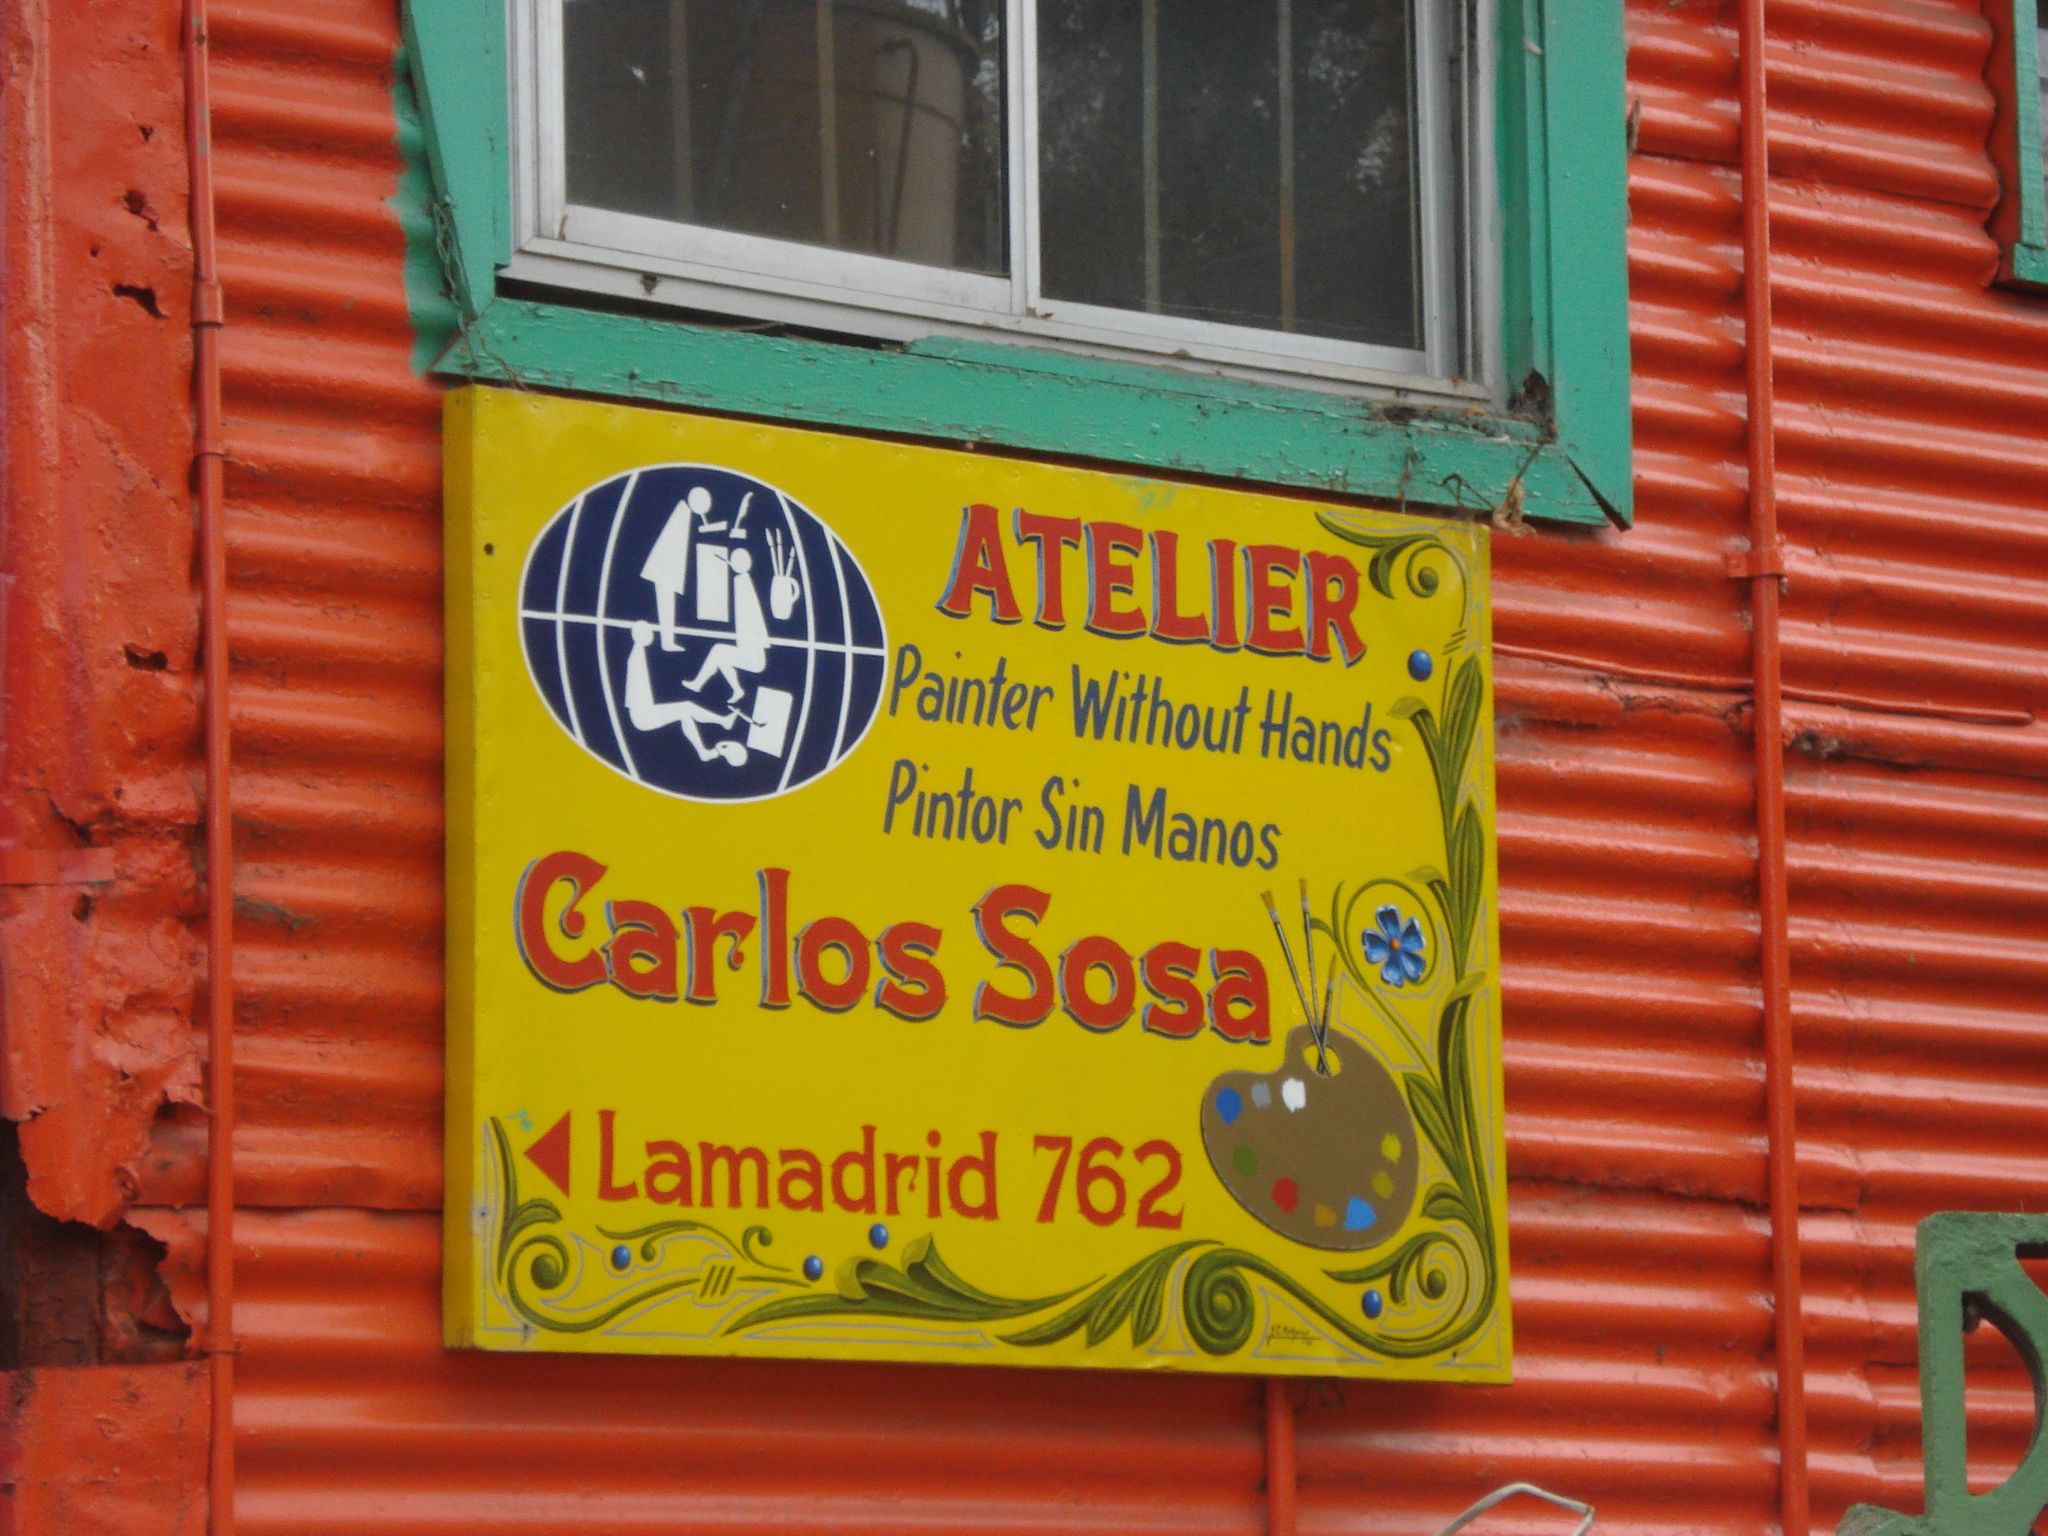 ATELIER
Painter Without Hands
Pintor Sin Manos
Carlos Sosa
Lamadrid 762